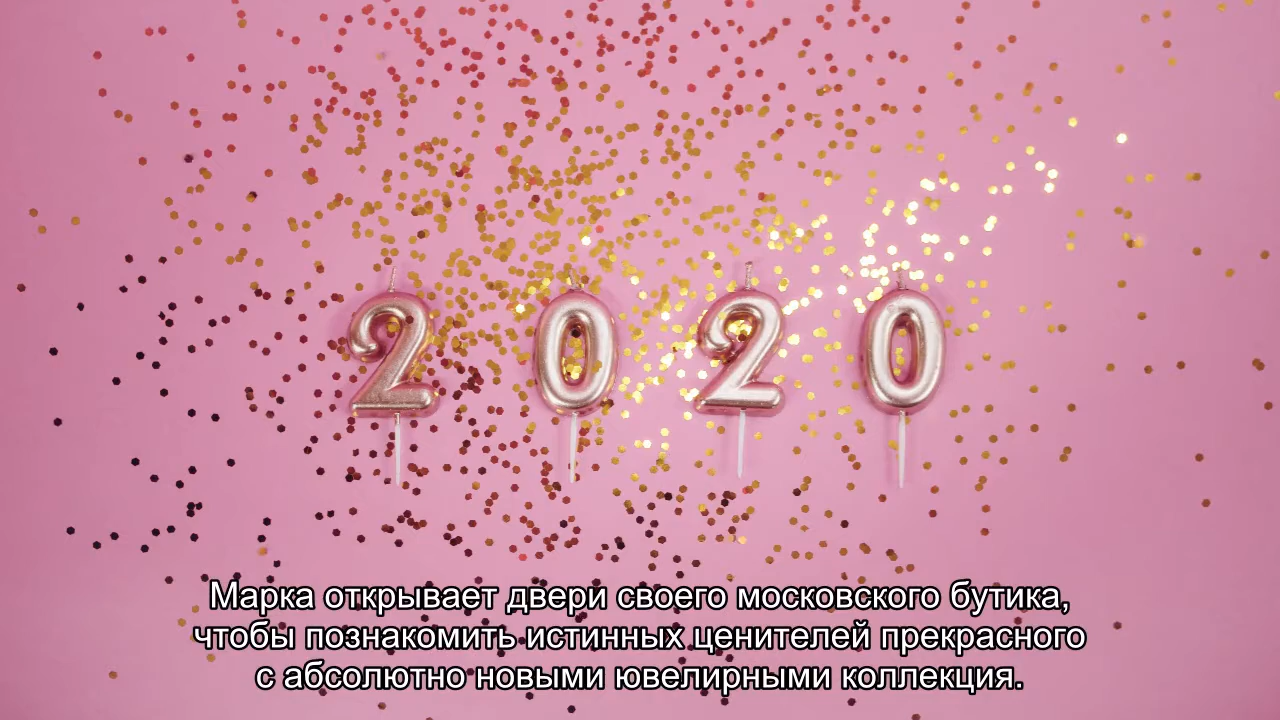 2020
Марка открывает двери своего московского бутика,
чтобы познакомить истинных ценителей прекрасного
с абсолютно новыми ювелирными коллекция.